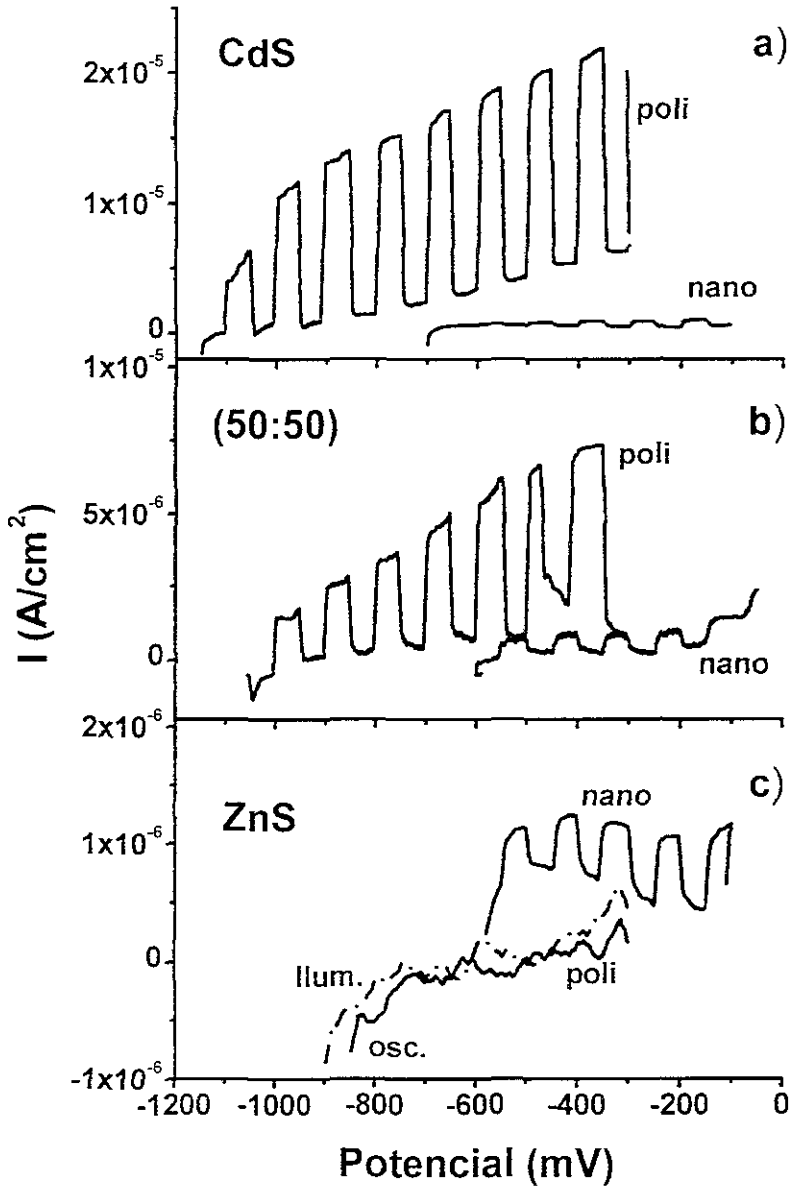 CdS
a)
2x10⁻⁵
poli
1x10⁻⁵
nano
0
1x10⁻⁵
(50:50)
b)
poli
5x10⁻⁶
0
nano
2x10⁻⁶
ZnS
c)
nano
1x10⁻⁶
0
Ilum.
poli
osc.
-1x10⁻⁶
-1200 -1000 -800 -600 -400 -200 0
Potencial (mV)
I (A/cm²)